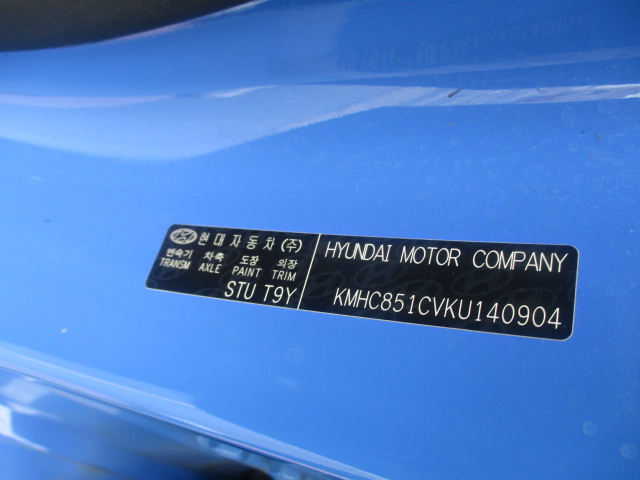 현대자동차 (주)
변속기 차축 도장 의장
TRANSM AXLE PAINT TRIM
STU T9Y
HYUNDAI MOTOR COMPANY
KMHC851CVKU140904